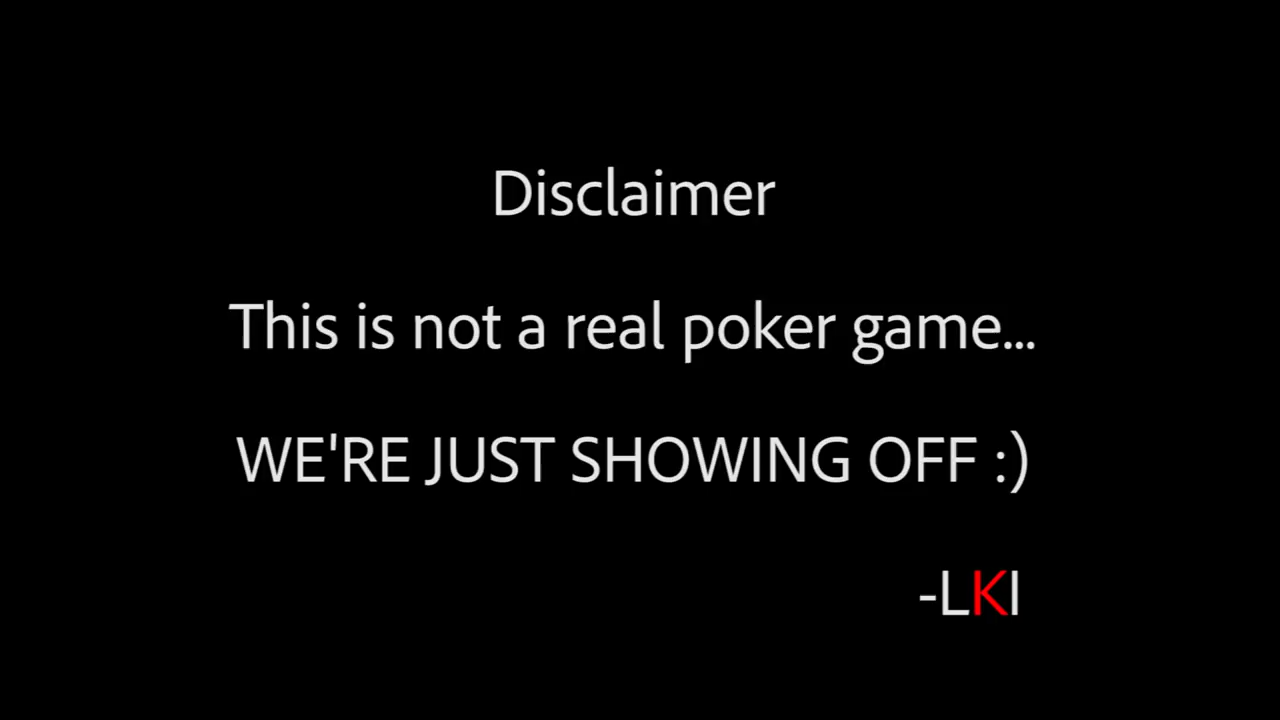 Disclaimer
This is not a real poker game...
WE'RE JUST SHOWING OFF :)
-LKI